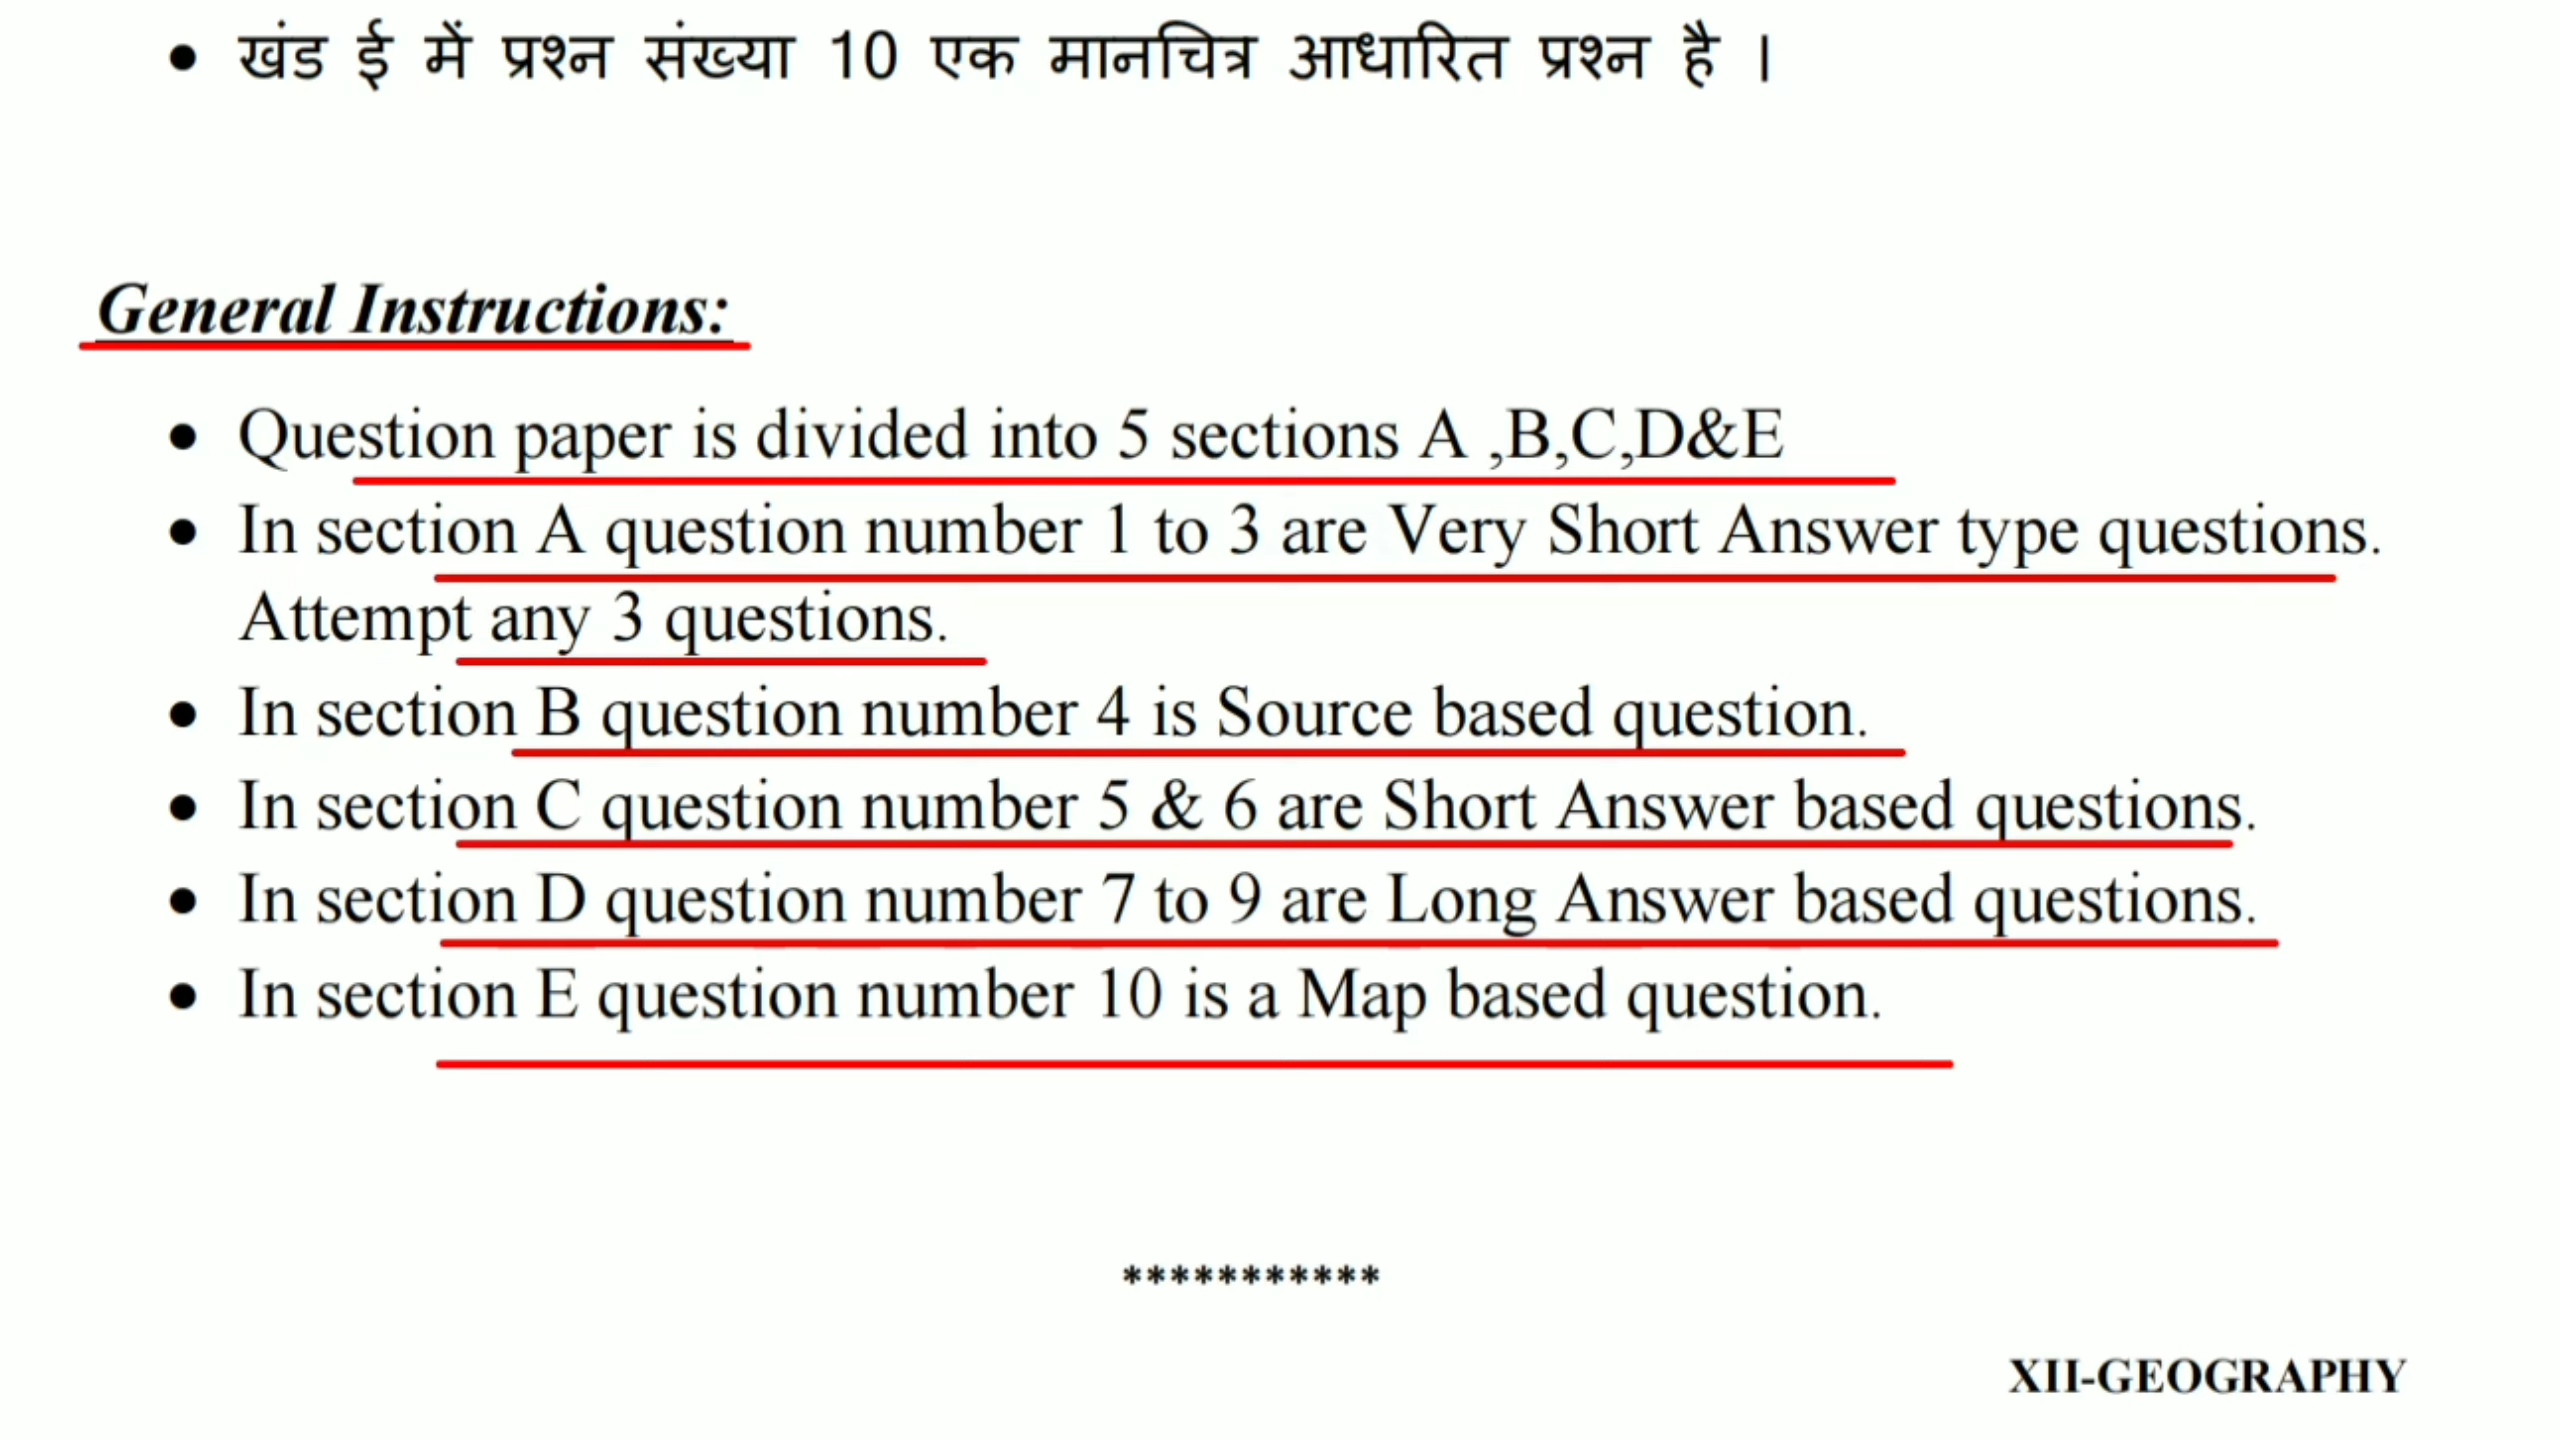 • खंड ई में प्रश्न संख्या 10 एक मानचित्र आधारित प्रश्न है ।
General Instructions:
• Question paper is divided into 5 sections A ,B,C,D&E
• In section A question number 1 to 3 are Very Short Answer type questions.
Attempt any 3 questions.
• In section B question number 4 is Source based question.
• In section C question number 5 & 6 are Short Answer based questions.
• In section D question number 7 to 9 are Long Answer based questions.
• In section E question number 10 is a Map based question.
***********
XII-GEOGRAPHY